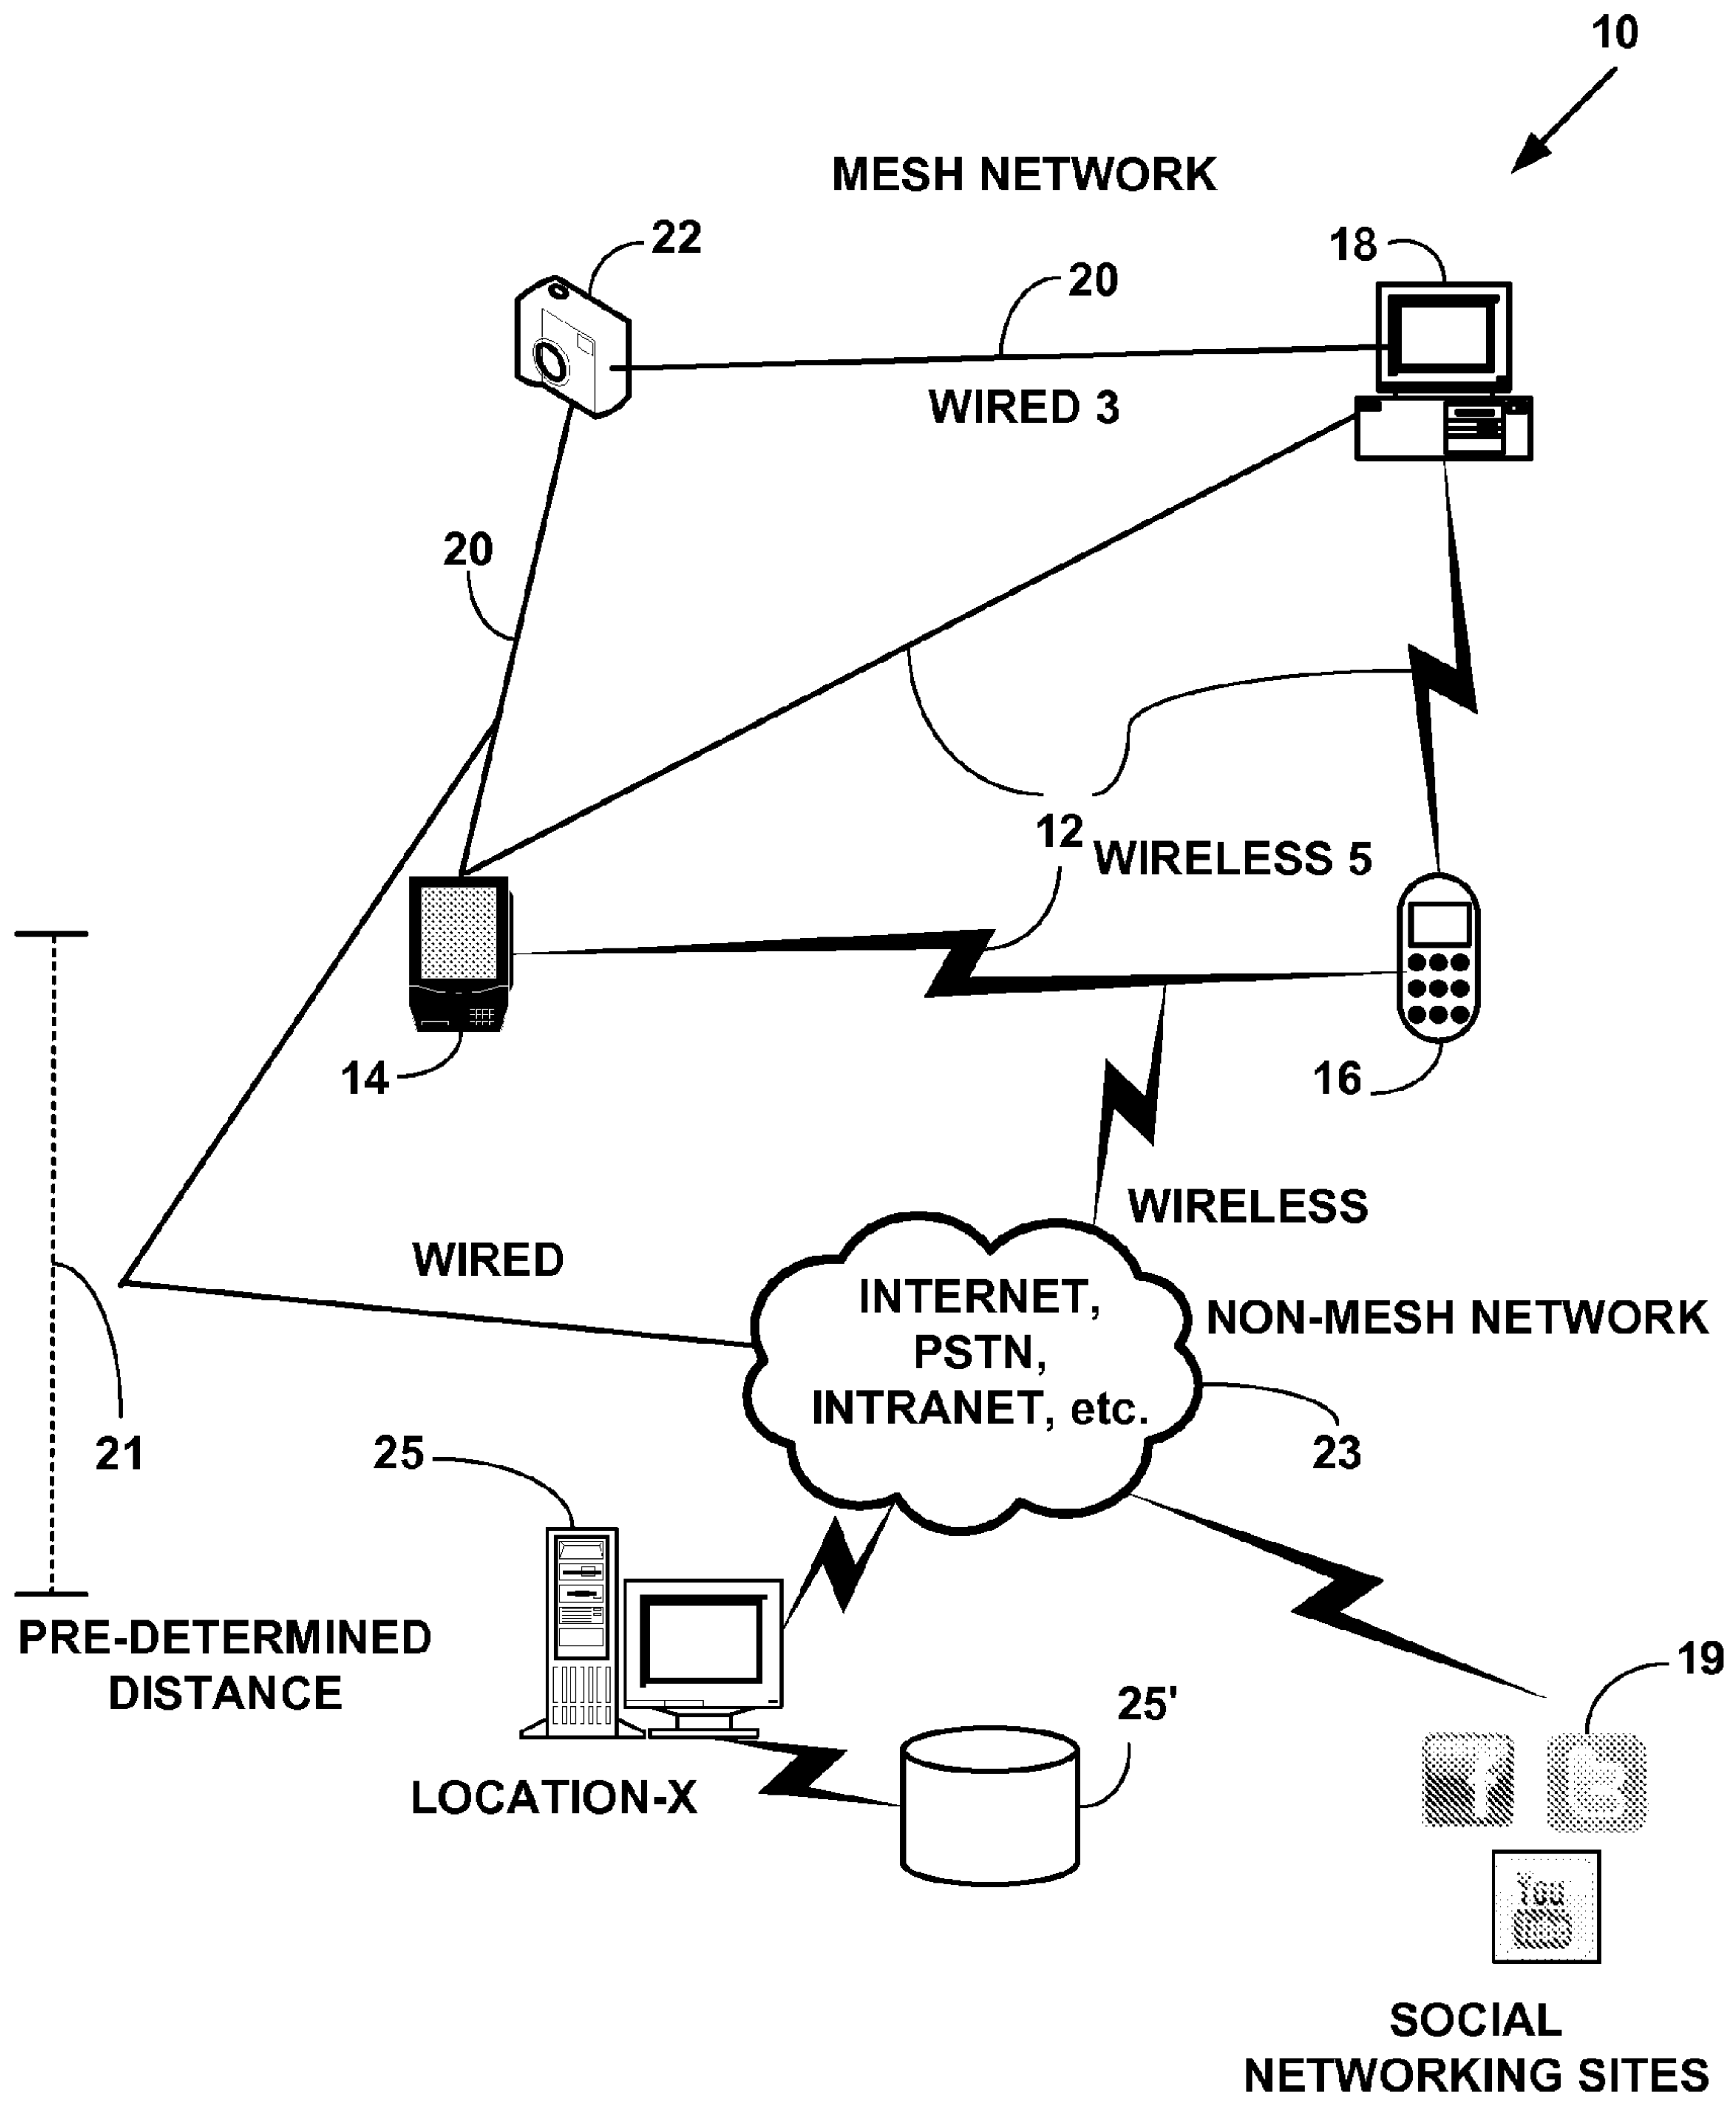 10
MESH NETWORK
22
18
20
WIRED 3
20
12
WIRELESS 5
14
16
WIRELESS
WIRED
INTERNET,
PSTN,
INTRANET, etc.
NON-MESH NETWORK
21
25
23
PRE-DETERMINED
DISTANCE
19
25'
LOCATION-X
f
t
You
SOCIAL
NETWORKING SITES